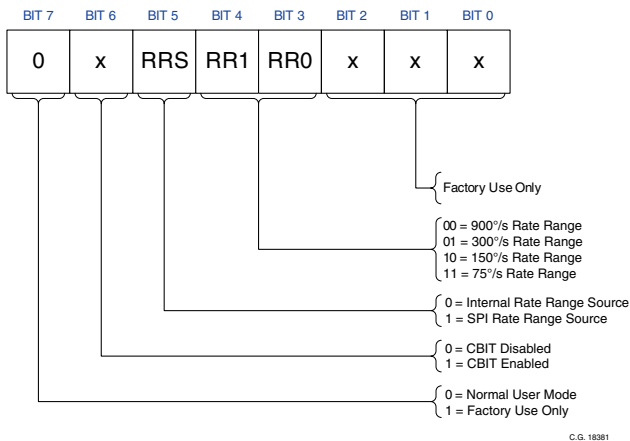 BIT 7 BIT 6 BIT 5 BIT 4 BIT 3 BIT 2 BIT 1 BIT 0
0 x RRS RR1 RR0 x x x
Factory Use Only
00 = 900°/s Rate Range
01 = 300°/s Rate Range
10 = 150°/s Rate Range
11 = 75°/s Rate Range
0 = Internal Rate Range Source
1 = SPI Rate Range Source
0 = CBIT Disabled
1 = CBIT Enabled
0 = Normal User Mode
1 = Factory Use Only
C.G. 18381